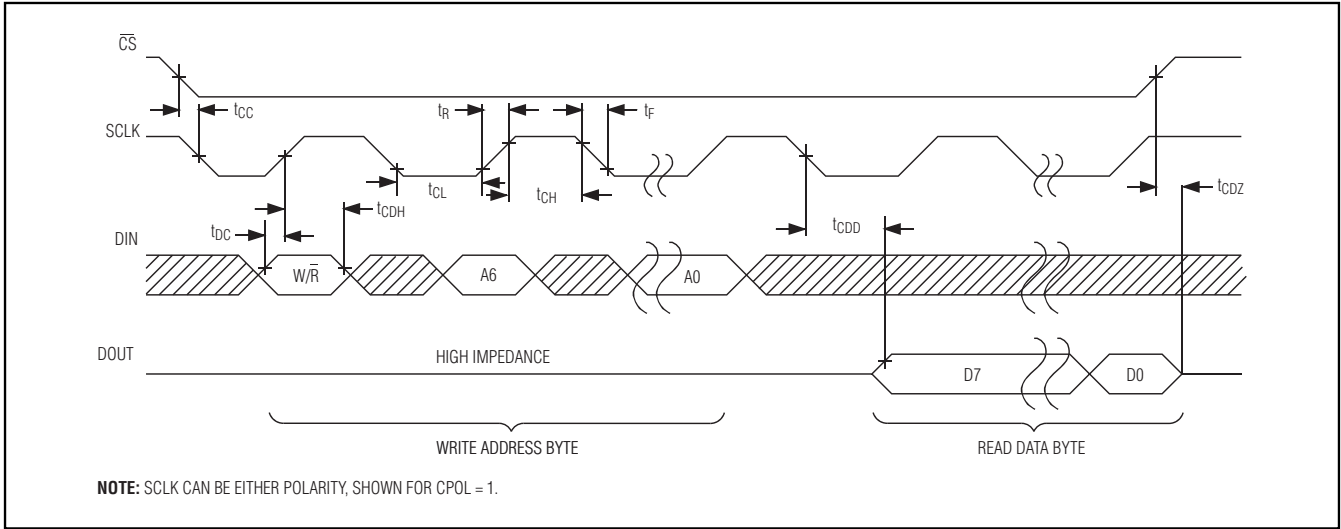 CS
tCC
tR
tF
SCLK
tCL
tCH
tCDZ
tCDH
tDC
tCDD
DIN
W/R
A6
A0
DOUT
HIGH IMPEDANCE
D7
D0
WRITE ADDRESS BYTE
READ DATA BYTE
NOTE: SCLK CAN BE EITHER POLARITY, SHOWN FOR CPOL = 1.